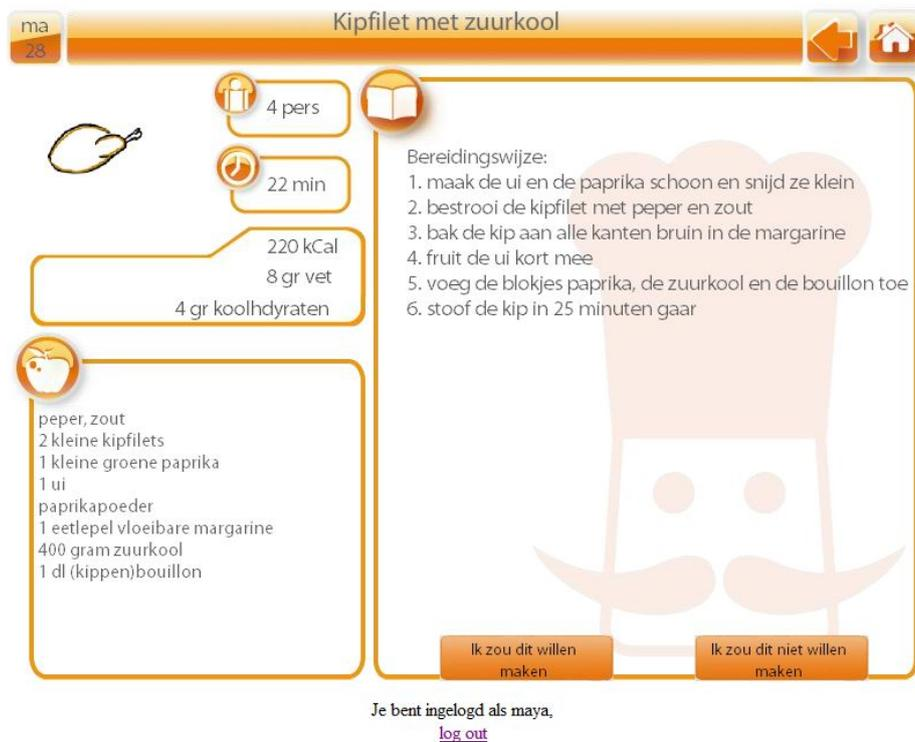 ma
28
Kipfilet met zuurkool
4 pers
22 min
220 kCal
8 gr vet
4 gr koolhdyraten
peper, zout
2 kleine kipfilets
1 kleine groene paprika
1 ui
paprikapoeder
1 eetlepel vloeibare margarine
400 gram zuurkool
1 dl (kippen)bouillon
Bereidingswijze:
1. maak de ui en de paprika schoon en snijd ze klein
2. bestrooi de kipfilet met peper en zout
3. bak de kip aan alle kanten bruin in de margarine
4. fruit de ui kort mee
5. voeg de blokjes paprika, de zuurkool en de bouillon toe
6. stoof de kip in 25 minuten gaar
Ik zou dit willen
maken
Ik zou dit niet willen
maken
Je bent ingelogd als maya,
log out